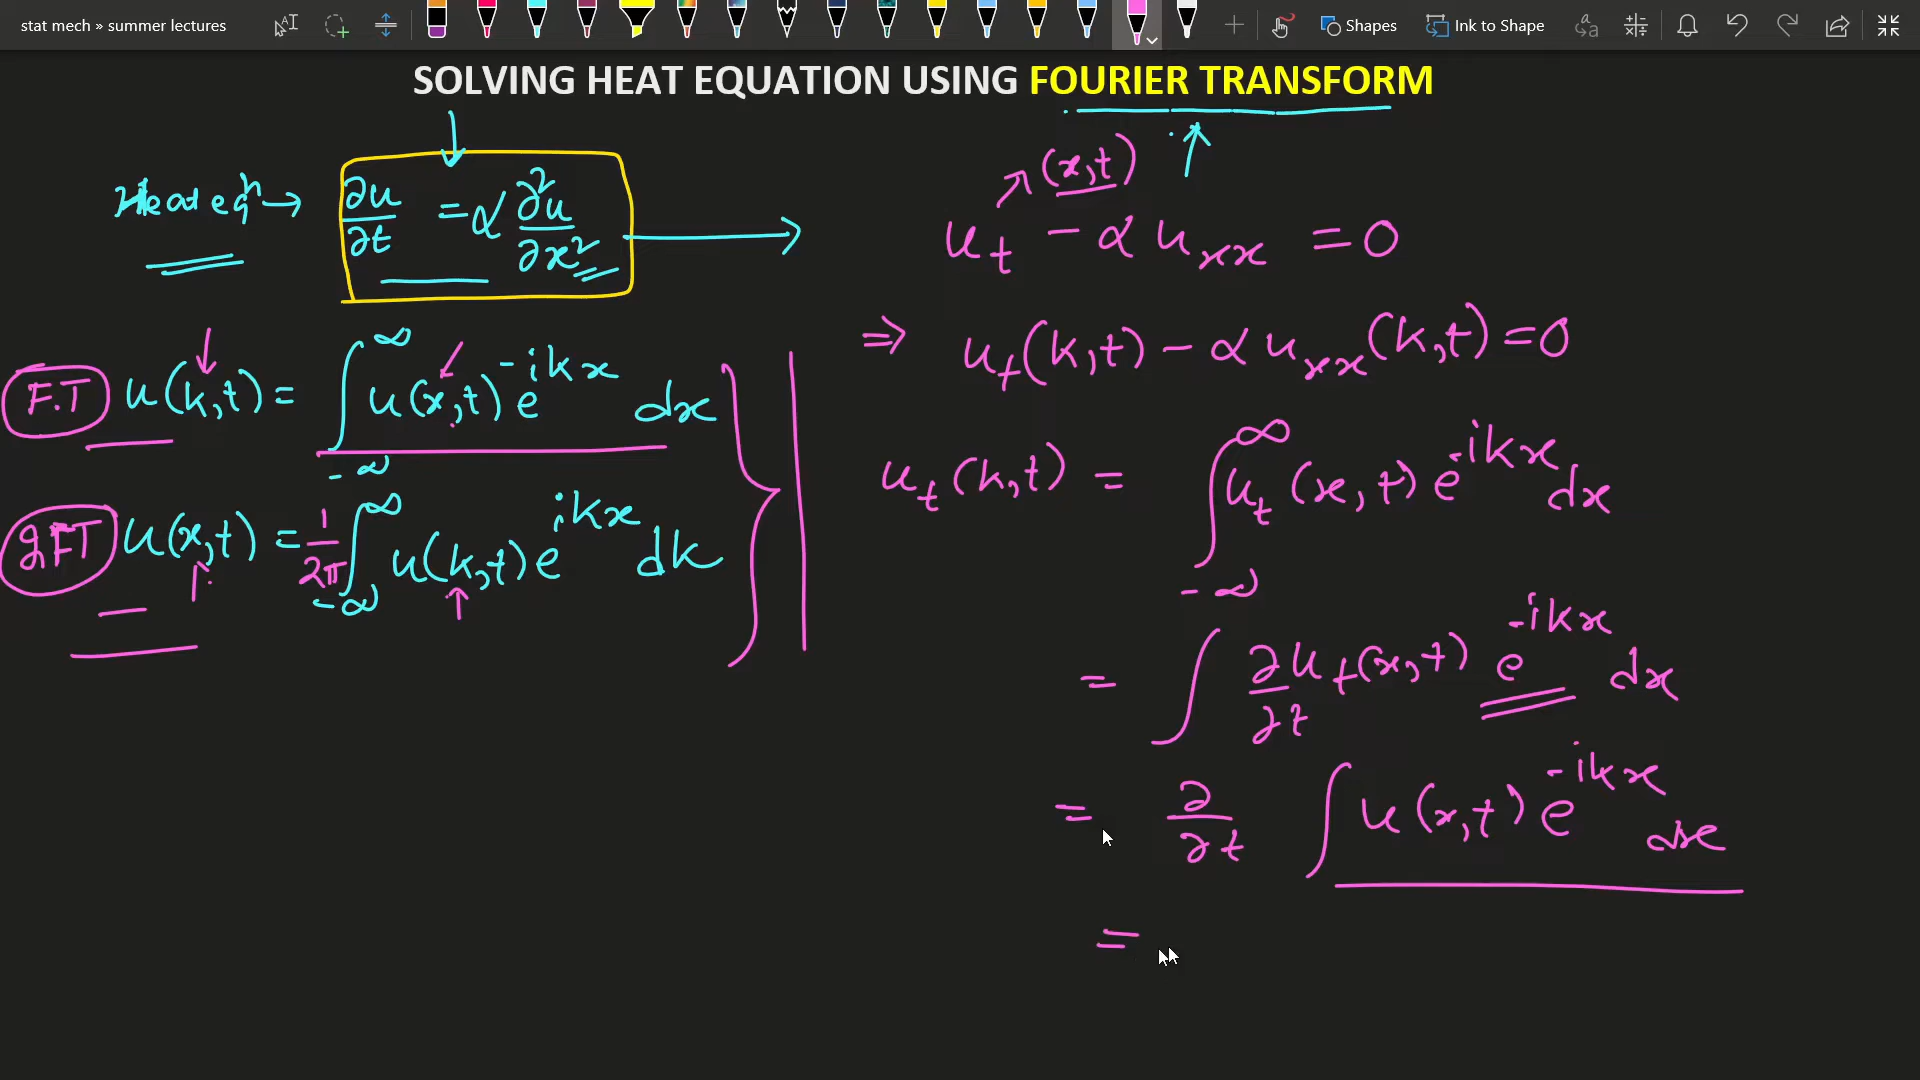 stat mech » summer lectures
Shapes
Ink to Shape
SOLVING HEAT EQUATION USING FOURIER TRANSFORM
Heat eqn → ∂u/∂t = α ∂²u/∂x²
F.T u(k,t) = ∫_{-∞}^{∞} u(x,t) e^{-ikx} dx
IFT u(x,t) = 1/2π ∫_{-∞}^{∞} u(k,t) e^{ikx} dk
(x,t)
u_t - α u_xx = 0
⇒ u_t(k,t) - α u_xx(k,t) = 0
u_t(k,t) = ∫_{-∞}^{∞} u_t(x,t) e^{-ikx} dx
= ∫ ∂u_t(x,t)/∂t e^{-ikx} dx
= ∂/∂t ∫ u(x,t) e^{-ikx} dx
=